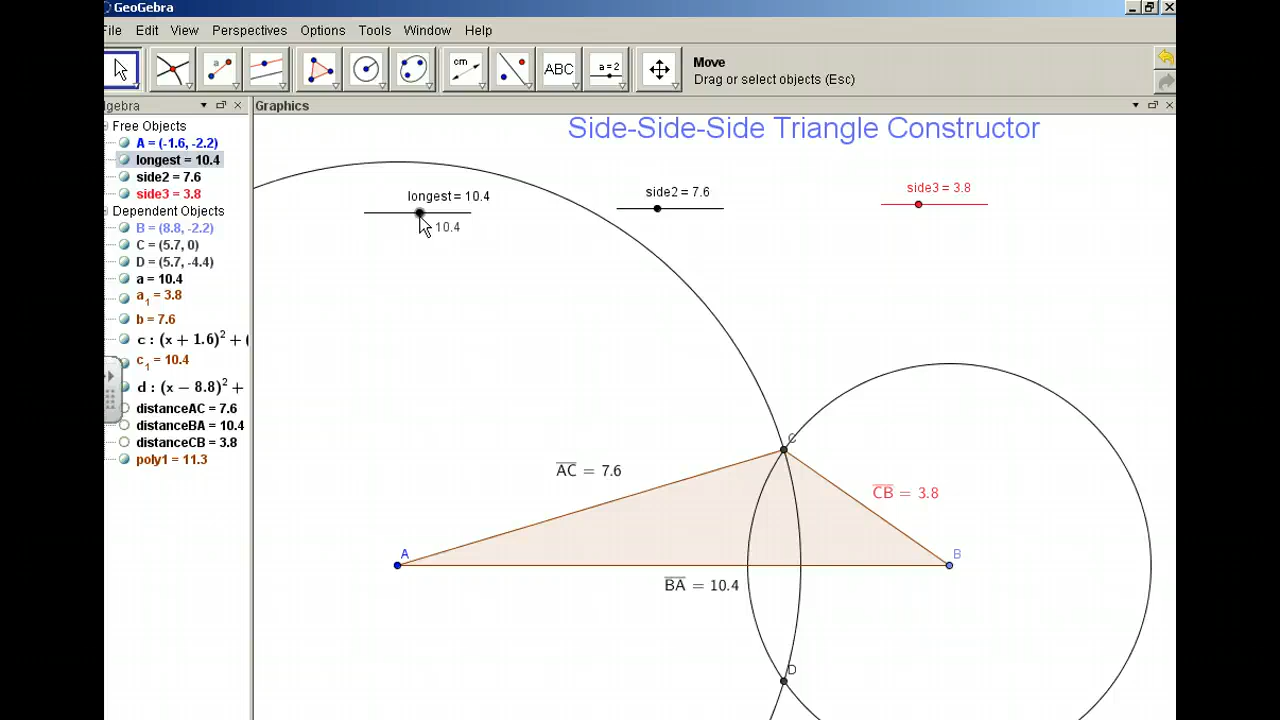 GeoGebra
File Edit View Perspectives Options Tools Window Help
a
cm
ABC
a = 2
Move
Drag or select objects (Esc)
lgebra
Graphics
Free Objects
A = (-1.6, -2.2)
longest = 10.4
side2 = 7.6
side3 = 3.8
Dependent Objects
B = (8.8, -2.2)
C = (5.7, 0)
D = (5.7, -4.4)
a = 10.4
a₁ = 3.8
b = 7.6
c : (x + 1.6)² + (
c₁ = 10.4
d : (x − 8.8)² +
distanceAC = 7.6
distanceBA = 10.4
distanceCB = 3.8
poly1 = 11.3
Side-Side-Side Triangle Constructor
longest = 10.4
10.4
side2 = 7.6
side3 = 3.8
C
AC = 7.6
CB = 3.8
A
B
BA = 10.4
D